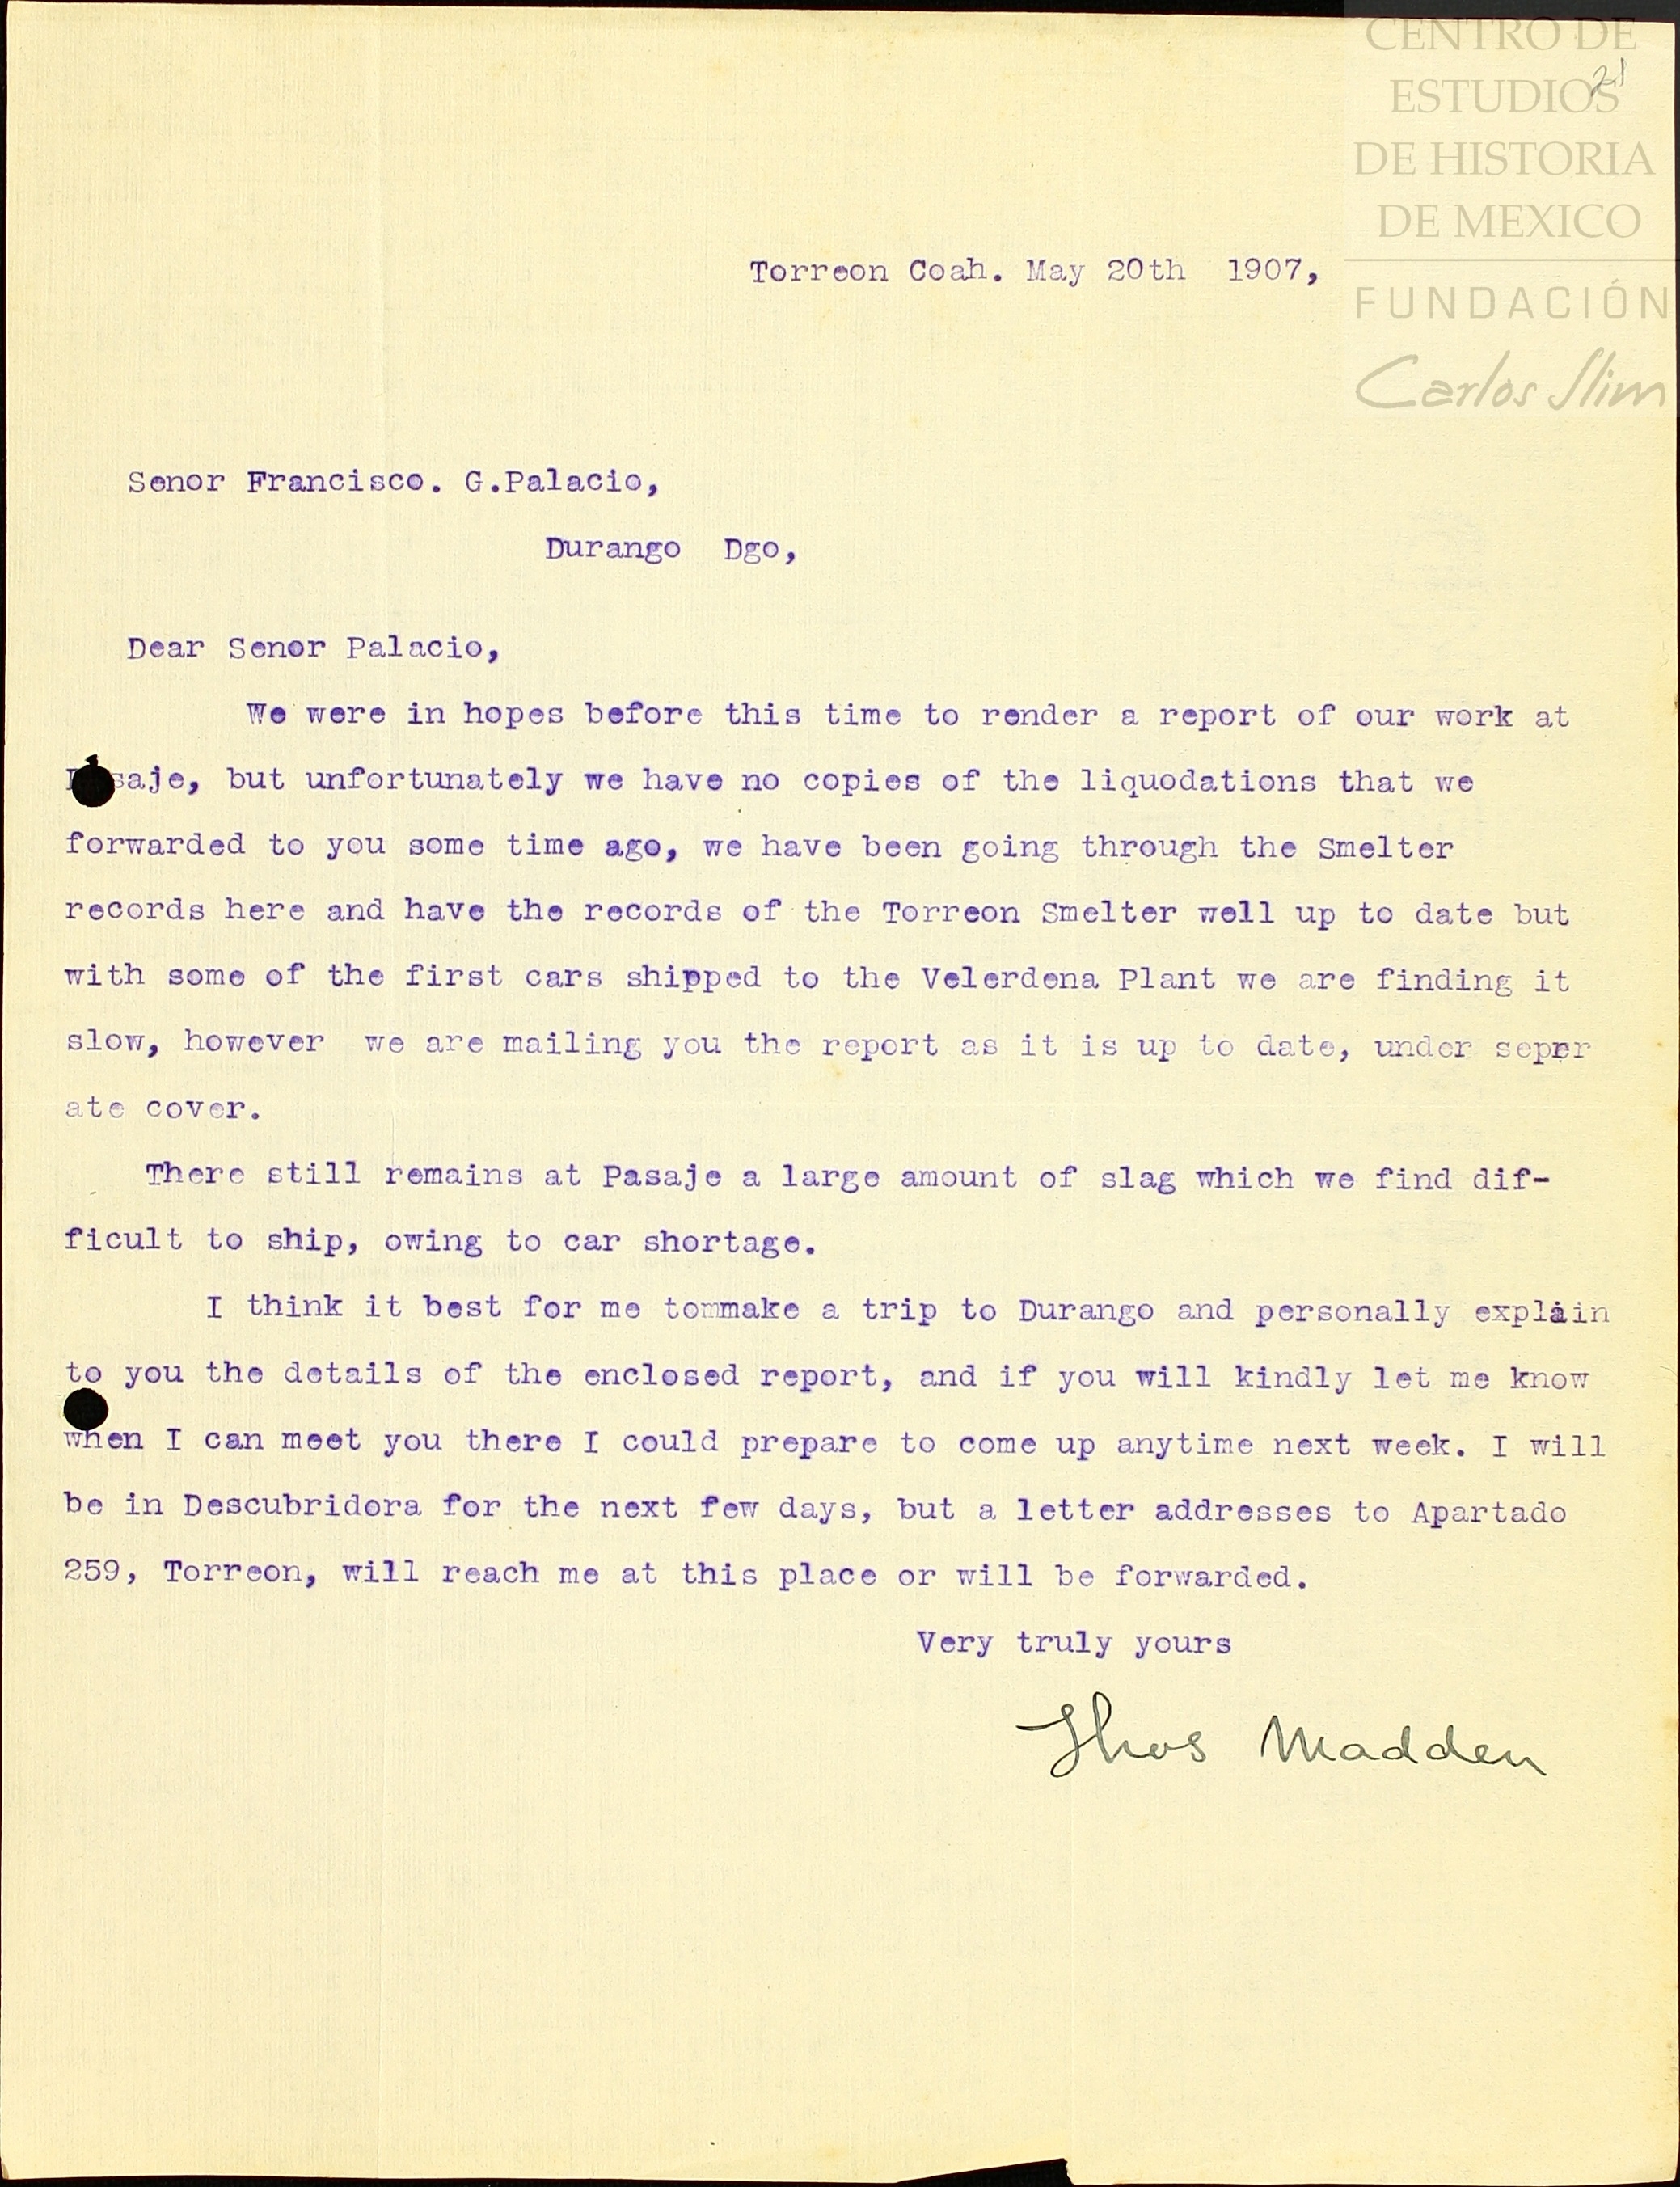 CENTRO DE
ESTUDIOS
DE HISTORIA
DE MEXICO
FUNDACIÓN
Carlos Slim
21
Torreon Coah. May 20th 1907,
Senor Francisco. G.Palacio,
Durango Dgo,
Dear Senor Palacio,
We were in hopes before this time to render a report of our work at
Pasaje, but unfortunately we have no copies of the liquodations that we
forwarded to you some time ago, we have been going through the Smelter
records here and have the records of the Torreon Smelter well up to date but
with some of the first cars shipped to the Velerdena Plant we are finding it
slow, however we are mailing you the report as it is up to date, under seper
ate cover.
There still remains at Pasaje a large amount of slag which we find dif-
ficult to ship, owing to car shortage.
I think it best for me tommake a trip to Durango and personally explain
to you the details of the enclosed report, and if you will kindly let me know
when I can meet you there I could prepare to come up anytime next week. I will
be in Descubridora for the next few days, but a letter addresses to Apartado
259, Torreon, will reach me at this place or will be forwarded.
Very truly yours
Thos Madden